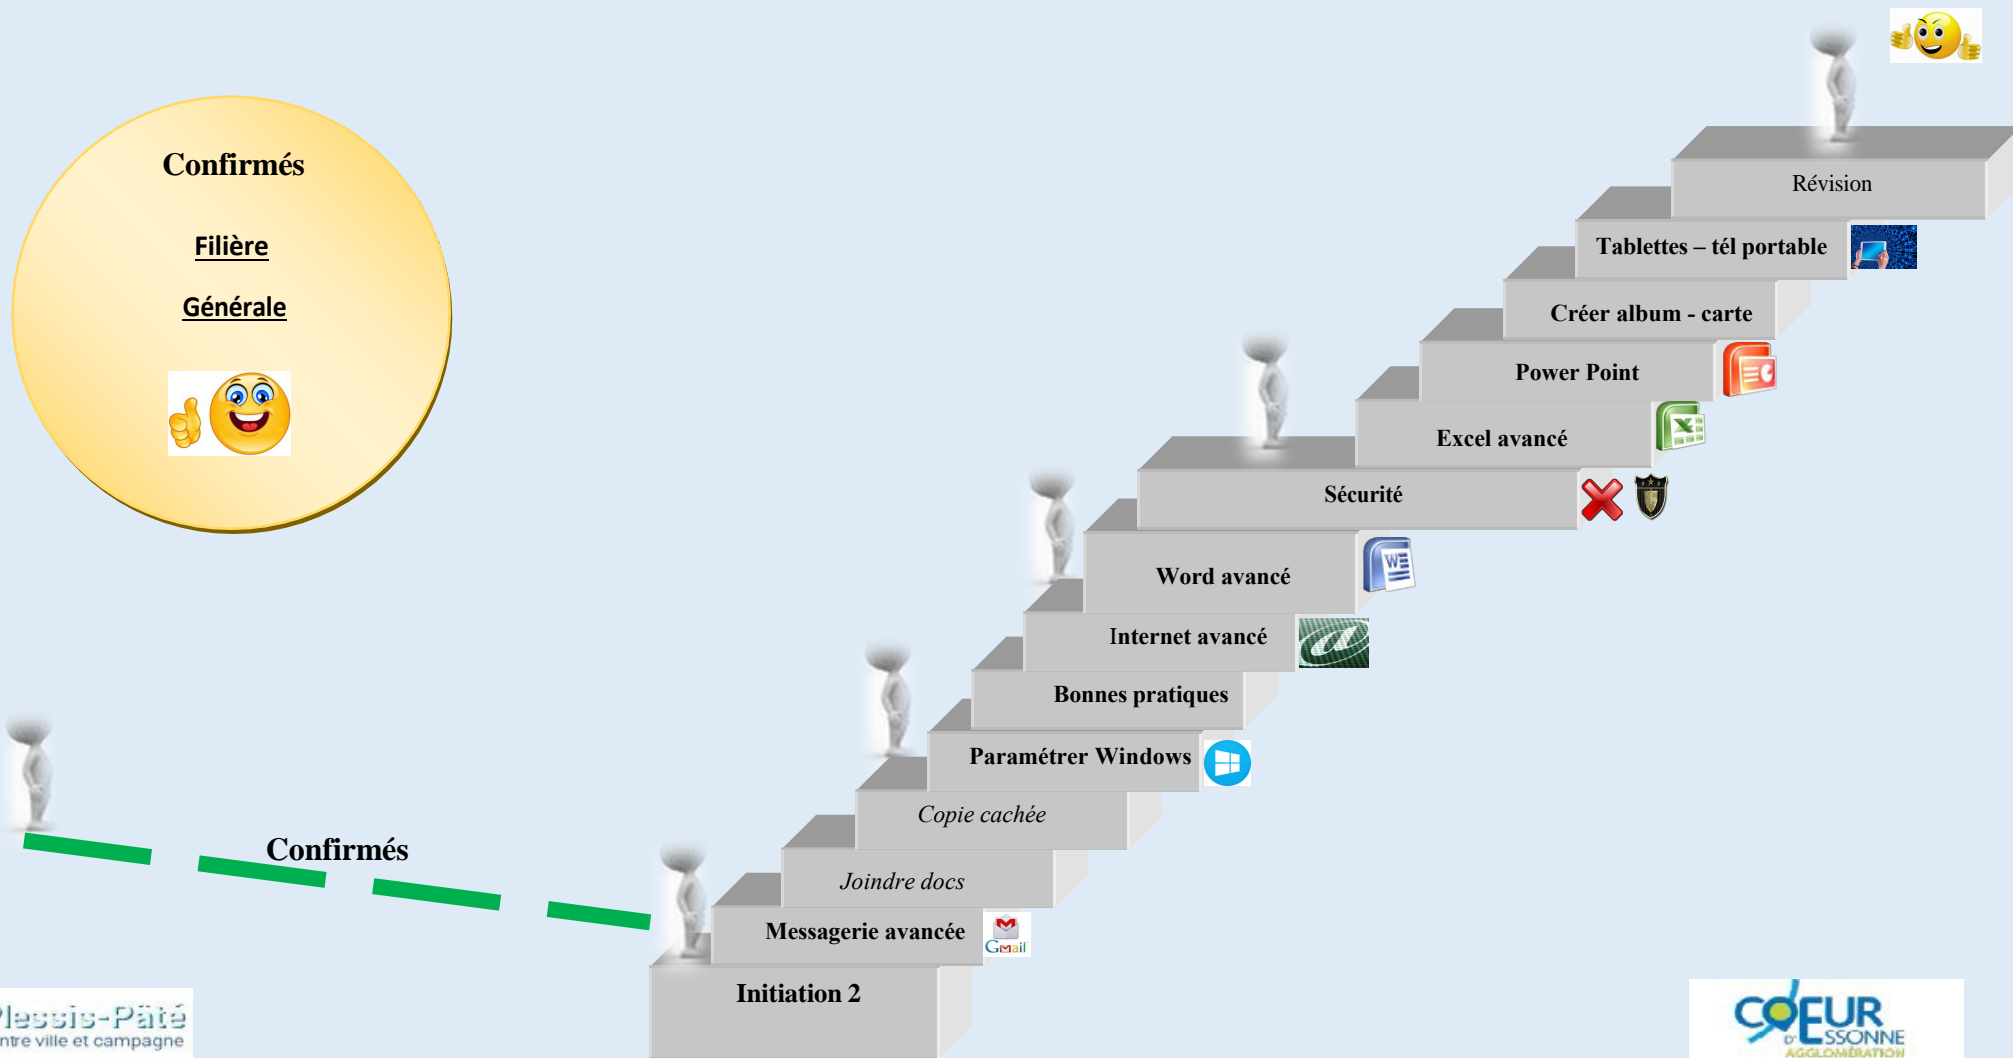 Confirmés
Filière
Générale
Révision
Tablettes – tél portable
Créer album - carte
Power Point
Excel avancé
Sécurité
Word avancé
Internet avancé
Bonnes pratiques
Paramétrer Windows
Copie cachée
Joindre docs
Messagerie avancée
Gmail
Initiation 2
Confirmés
Plessis-Pâté
entre ville et campagne
CŒUR
D'ESSONNE
AGGLOMÉRATION